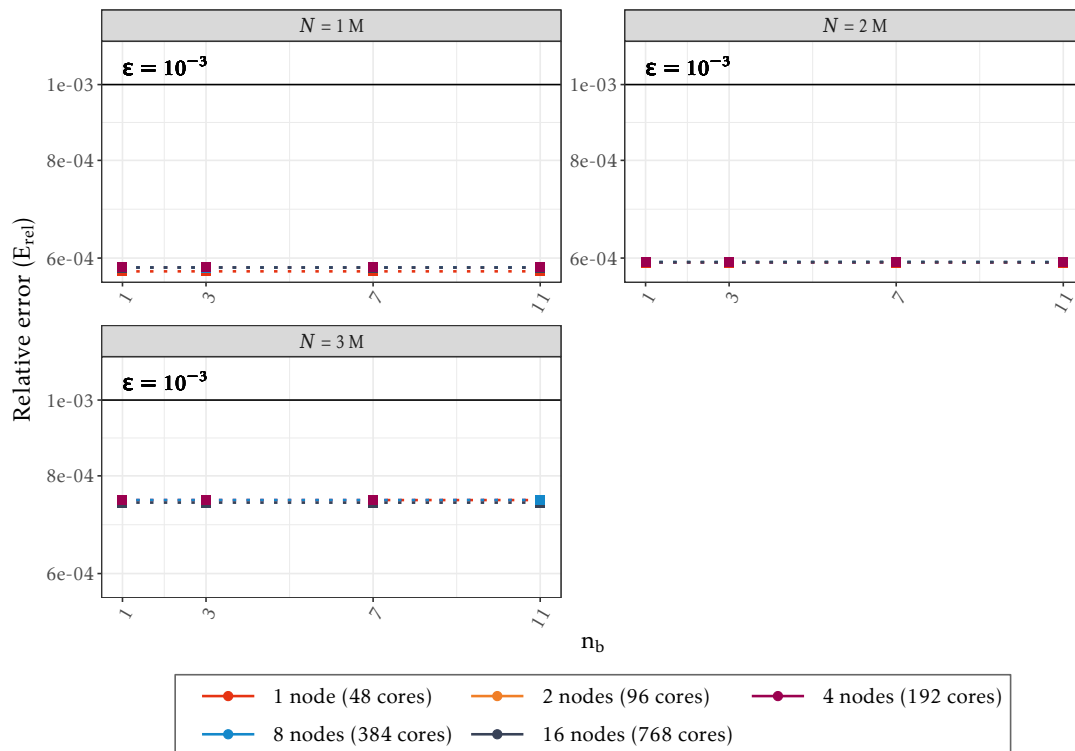 N = 1 M
N = 2 M
ε = 10⁻³
ε = 10⁻³
1e-03
1e-03
8e-04
8e-04
6e-04
6e-04
1
3
7
11
1
3
7
11
Relative error (E_rel)
N = 3 M
ε = 10⁻³
1e-03
8e-04
6e-04
1
3
7
11
n_b
1 node (48 cores)
2 nodes (96 cores)
4 nodes (192 cores)
8 nodes (384 cores)
16 nodes (768 cores)